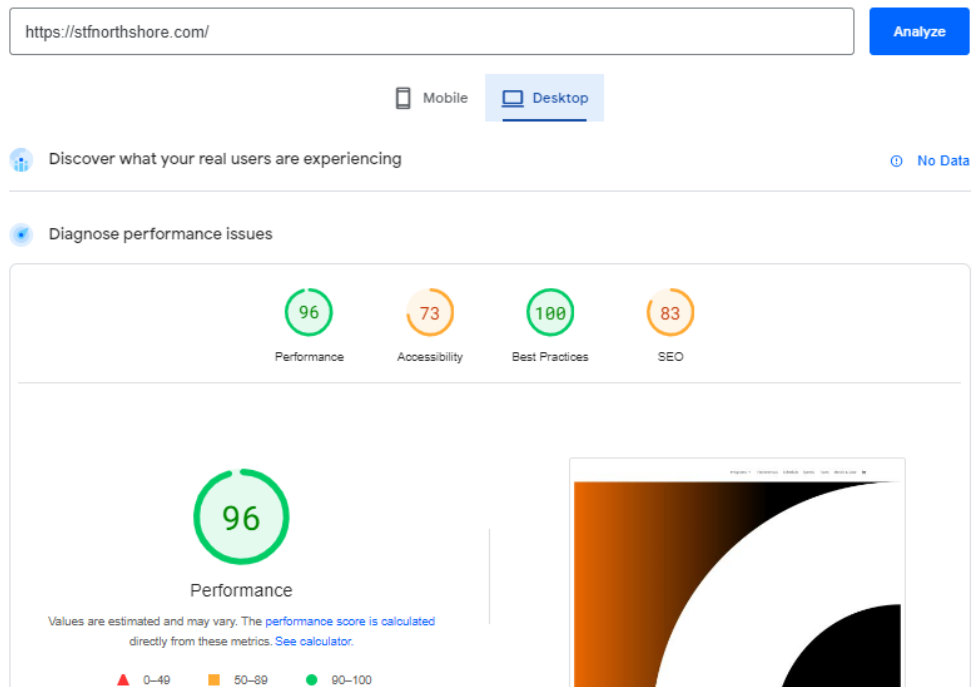 https://stfnorthshore.com/
Analyze
Mobile
Desktop
Discover what your real users are experiencing
No Data
Diagnose performance issues
96
73
100
83
Performance
Accessibility
Best Practices
SEO
96
Performance
Values are estimated and may vary. The performance score is calculated
directly from these metrics. See calculator.
0–49
50–89
90–100